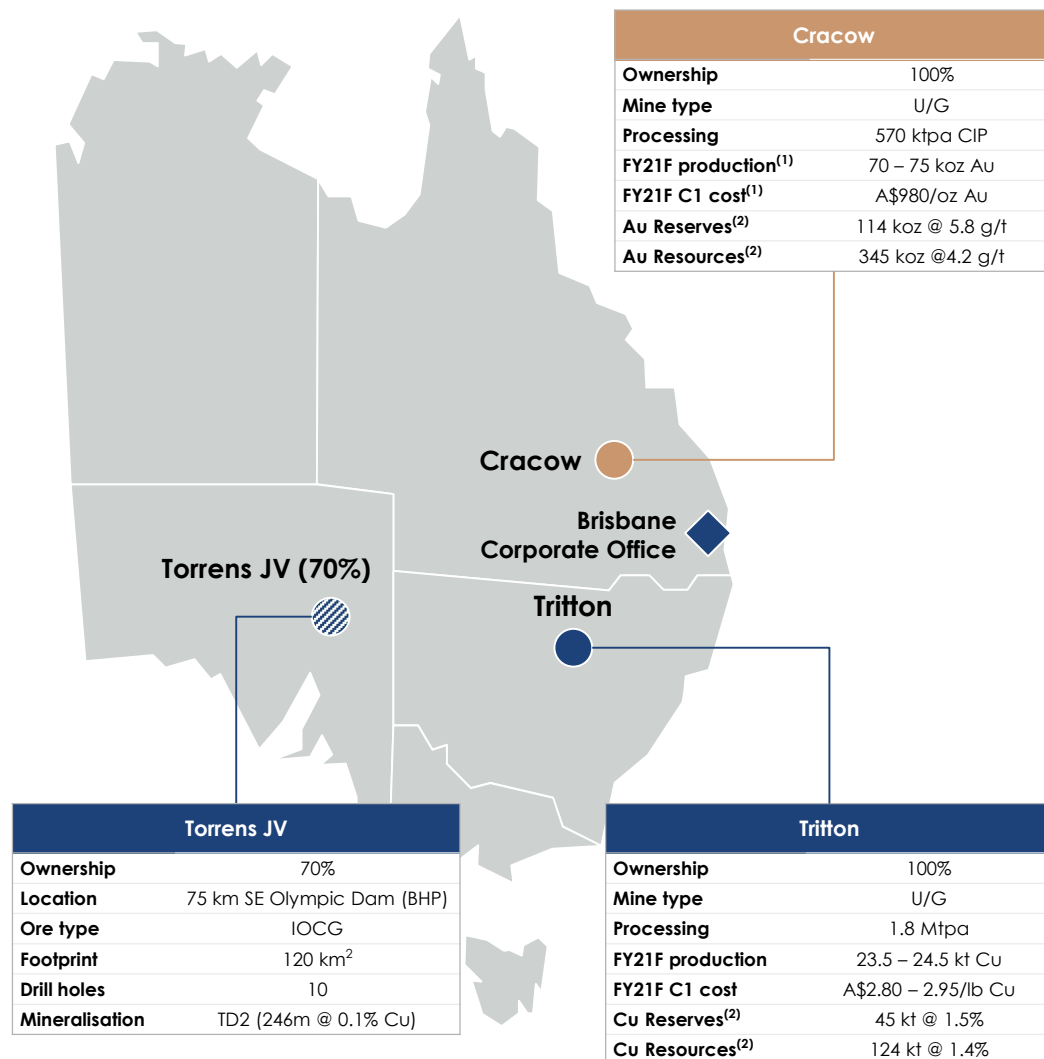 Cracow
Ownership 100%
Mine type U/G
Processing 570 ktpa CIP
FY21F production(1) 70 – 75 koz Au
FY21F C1 cost(1) A$980/oz Au
Au Reserves(2) 114 koz @ 5.8 g/t
Au Resources(2) 345 koz @4.2 g/t
Cracow
Brisbane
Corporate Office
Torrens JV (70%)
Tritton
Torrens JV
Ownership 70%
Location 75 km SE Olympic Dam (BHP)
Ore type IOCG
Footprint 120 km2
Drill holes 10
Mineralisation TD2 (246m @ 0.1% Cu)
Tritton
Ownership 100%
Mine type U/G
Processing 1.8 Mtpa
FY21F production 23.5 – 24.5 kt Cu
FY21F C1 cost A$2.80 – 2.95/lb Cu
Cu Reserves(2) 45 kt @ 1.5%
Cu Resources(2) 124 kt @ 1.4%